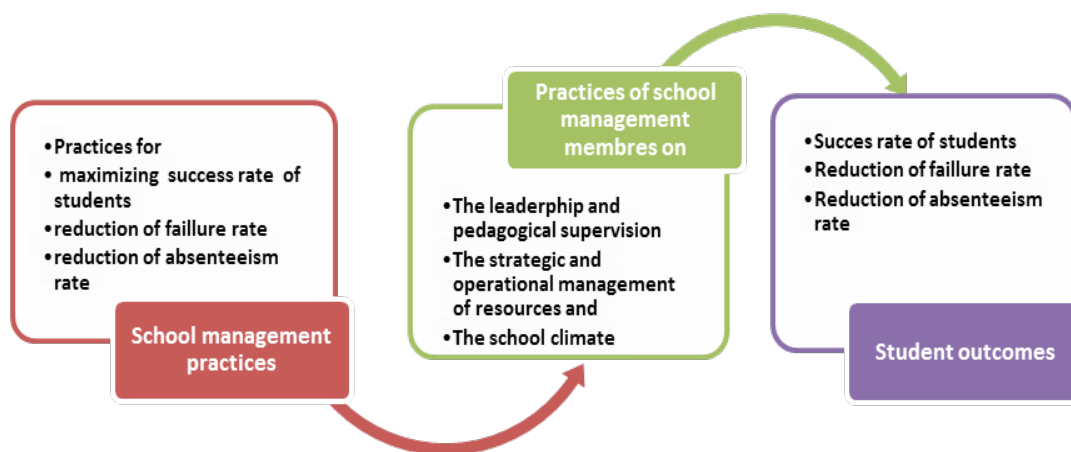 •Practices for
• maximizing success rate of
students
•reduction of faillure rate
•reduction of absenteeism
rate
School management
practices
Practices of school
management
membres on
•The leaderphip and
pedagogical supervision
•The strategic and
operational management
of resources and
•The school climate
•Succes rate of students
•Reduction of faillure rate
•Reduction of absenteeism
rate
Student outcomes